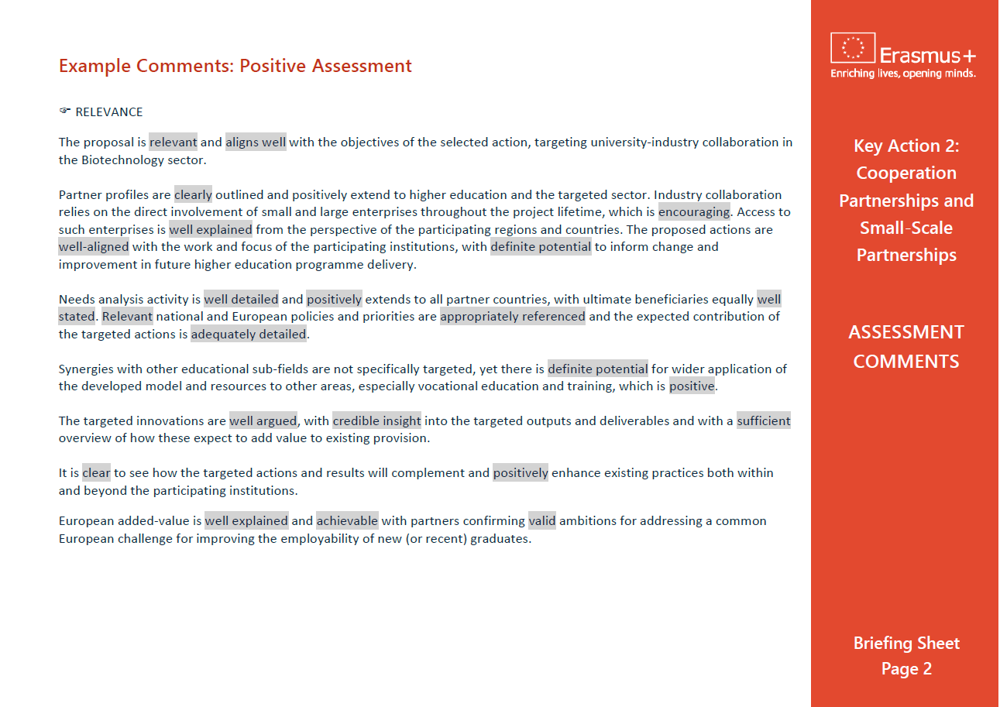 Example Comments: Positive Assessment
☞ RELEVANCE
The proposal is relevant and aligns well with the objectives of the selected action, targeting university-industry collaboration in
the Biotechnology sector.
Partner profiles are clearly outlined and positively extend to higher education and the targeted sector. Industry collaboration
relies on the direct involvement of small and large enterprises throughout the project lifetime, which is encouraging. Access to
such enterprises is well explained from the perspective of the participating regions and countries. The proposed actions are
well-aligned with the work and focus of the participating institutions, with definite potential to inform change and
improvement in future higher education programme delivery.
Needs analysis activity is well detailed and positively extends to all partner countries, with ultimate beneficiaries equally well
stated. Relevant national and European policies and priorities are appropriately referenced and the expected contribution of
the targeted actions is adequately detailed.
Synergies with other educational sub-fields are not specifically targeted, yet there is definite potential for wider application of
the developed model and resources to other areas, especially vocational education and training, which is positive.
The targeted innovations are well argued, with credible insight into the targeted outputs and deliverables and with a sufficient
overview of how these expect to add value to existing provision.
It is clear to see how the targeted actions and results will complement and positively enhance existing practices both within
and beyond the participating institutions.
European added-value is well explained and achievable with partners confirming valid ambitions for addressing a common
European challenge for improving the employability of new (or recent) graduates.
Erasmus+
Enriching lives, opening minds.
Key Action 2:
Cooperation
Partnerships and
Small-Scale
Partnerships
ASSESSMENT
COMMENTS
Briefing Sheet
Page 2